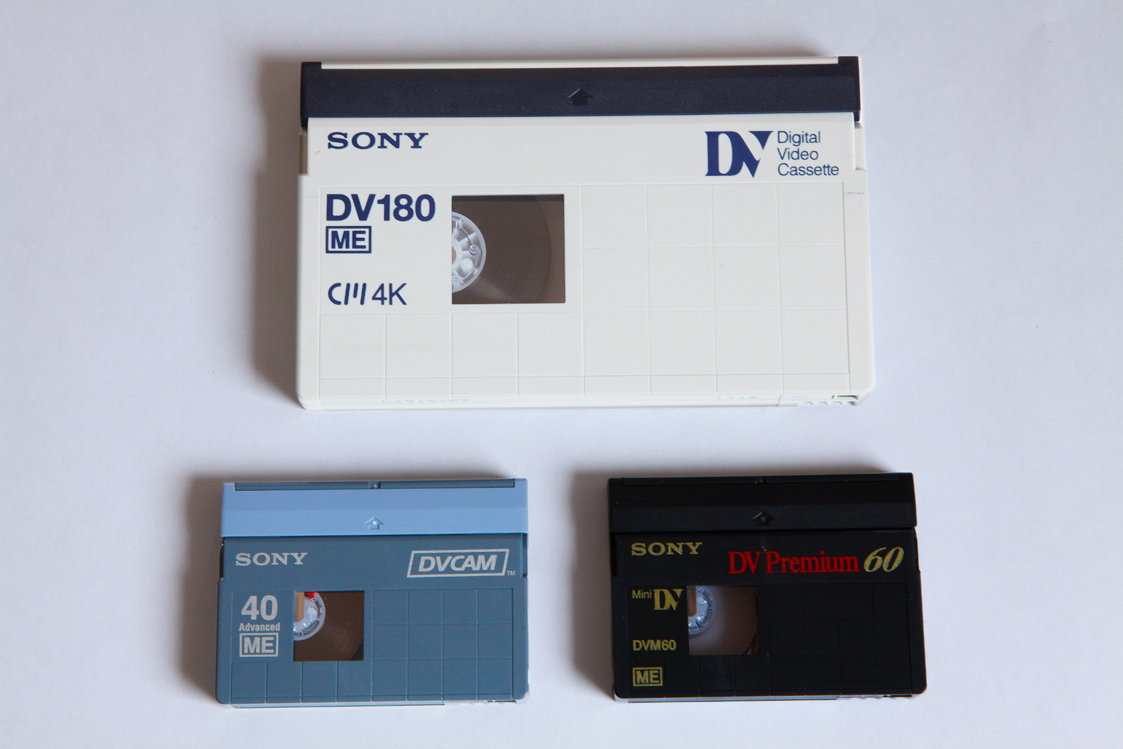 SONY
DV Digital
Video
Cassette
DV180
ME
4K
SONY
DVCAM TM
40
Advanced
ME
SONY
DV Premium 60
Mini DV
DVM60
ME